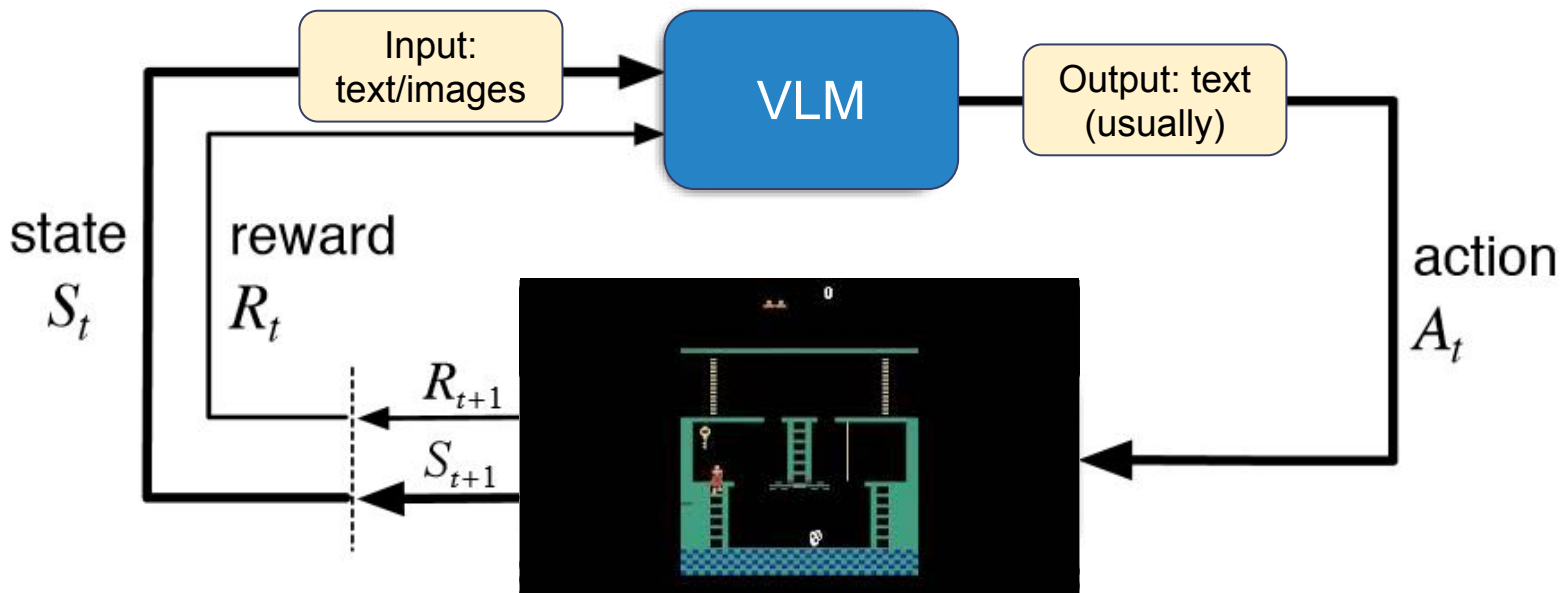 Input:
text/images
VLM
Output: text
(usually)
state
S_t
reward
R_t
action
A_t
0
R_{t+1}
S_{t+1}